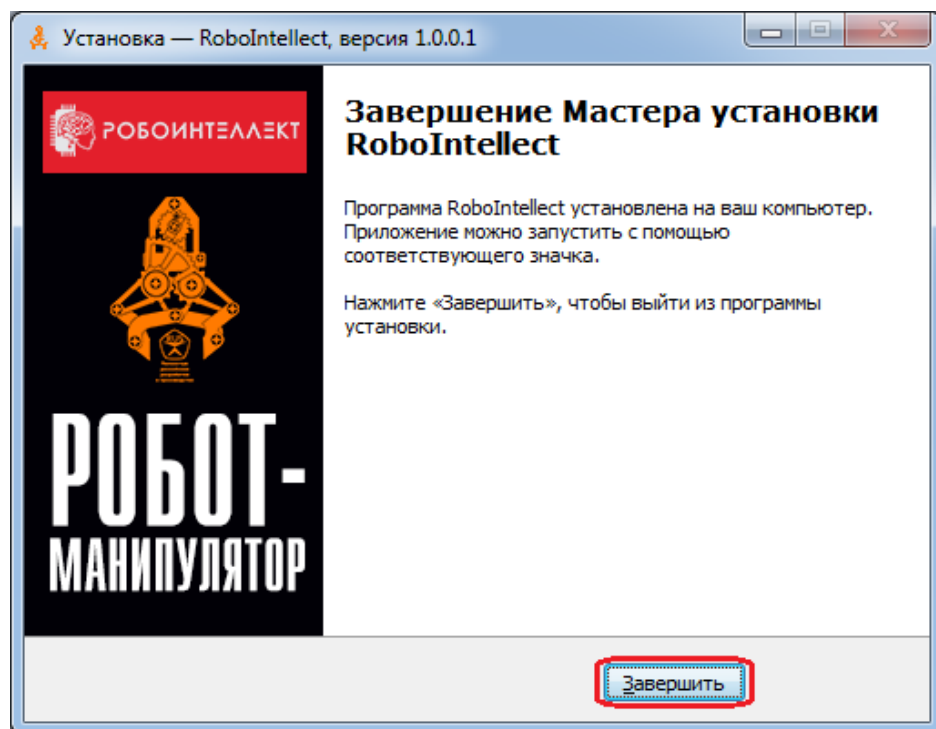 Установка — RoboIntellect, версия 1.0.0.1
РОБОИНТЕЛЛЕКТ
РОБОТ-
МАНИПУЛЯТОР
Завершение Мастера установки
RoboIntellect
Программа RoboIntellect установлена на ваш компьютер.
Приложение можно запустить с помощью
соответствующего значка.
Нажмите «Завершить», чтобы выйти из программы
установки.
Завершить